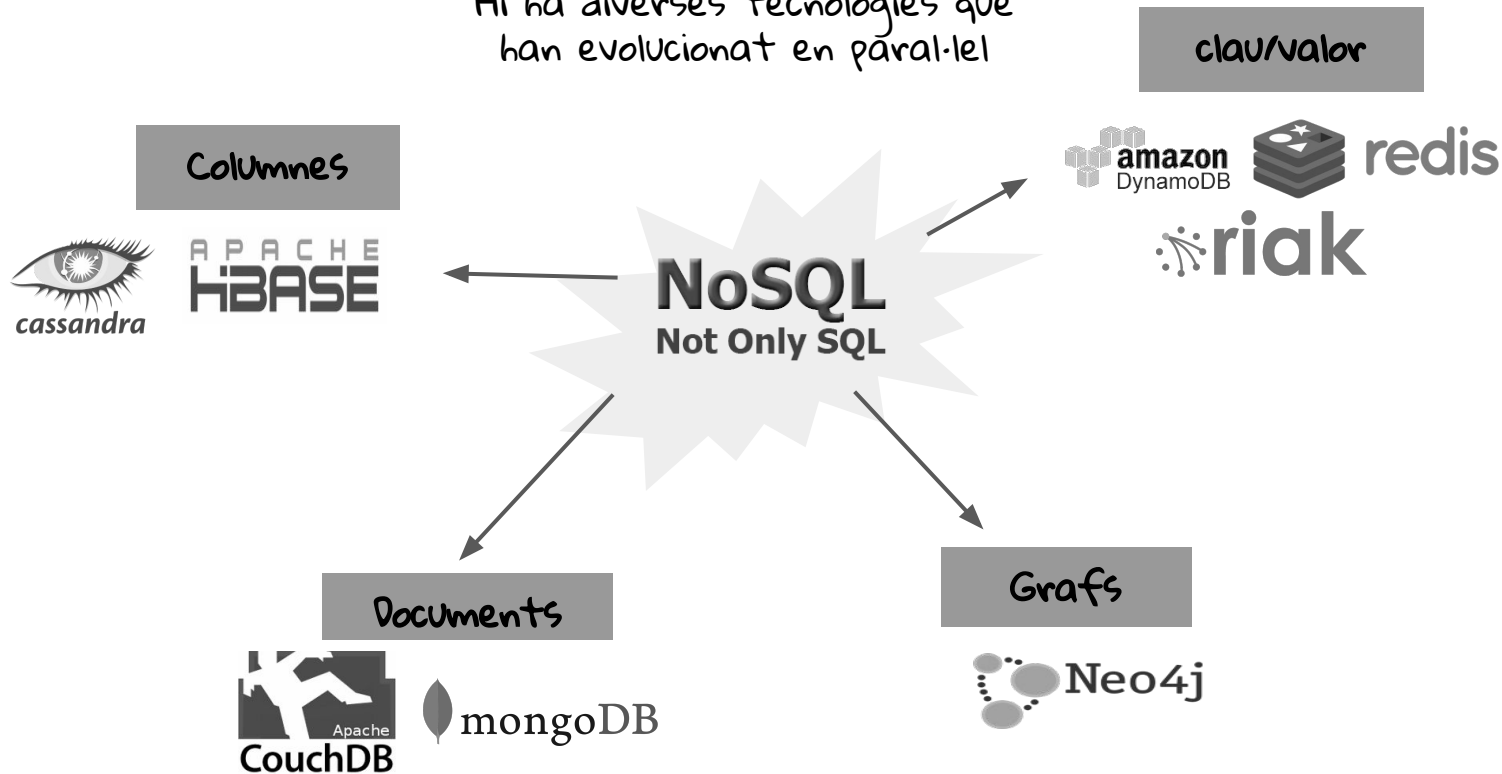 Hi ha diverses tecnologies que
han evolucionat en paral·lel
clau/valor
amazon
DynamoDB
redis
riak
Columnes
cassandra
APACHE
HBASE
NoSQL
Not Only SQL
Documents
Apache
CouchDB
mongoDB
Grafs
Neo4j